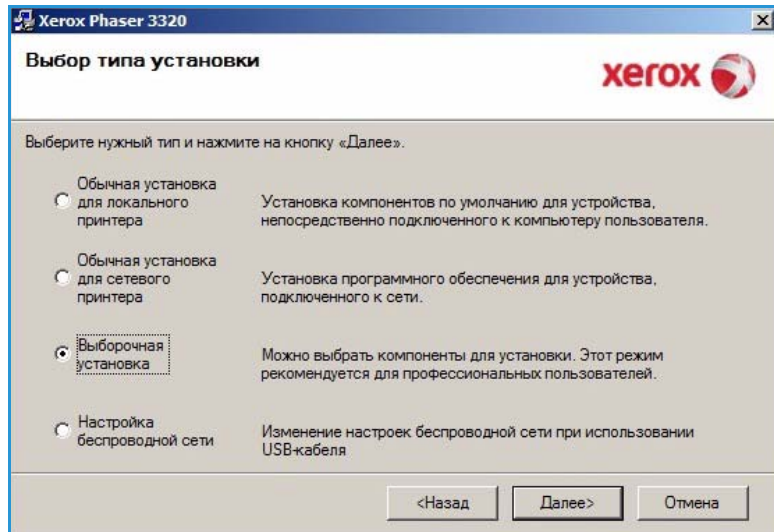 Xerox Phaser 3320
Выбор типа установки
xerox
Выберите нужный тип и нажмите на кнопку «Далее».
Обычная установка
для локального
принтера
Установка компонентов по умолчанию для устройства,
непосредственно подключенного к компьютеру пользователя.
Обычная установка
для сетевого
принтера
Установка программного обеспечения для устройства,
подключенного к сети.
Выборочная
установка
Можно выбрать компоненты для установки. Этот режим
рекомендуется для профессиональных пользователей.
Настройка
беспроводной сети
Изменение настроек беспроводной сети при использовании
USB-кабеля
<Назад
Далее>
Отмена